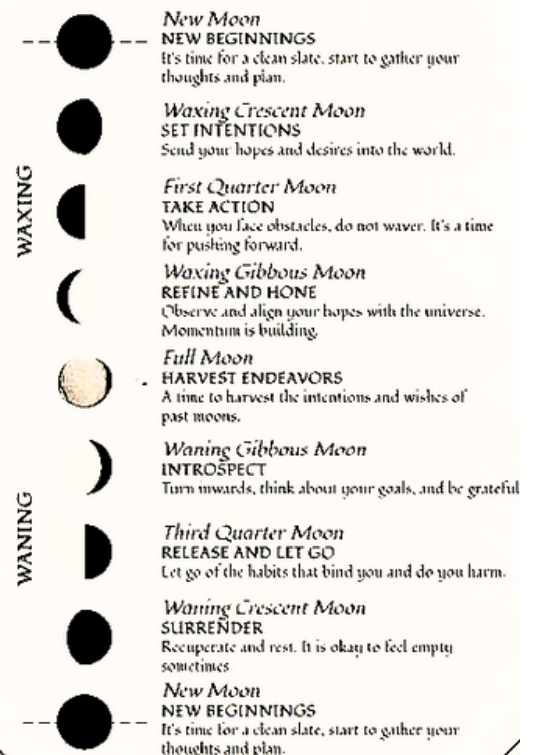 New Moon
NEW BEGINNINGS
It's time for a clean slate, start to gather your
thoughts and plan.
Waxing Crescent Moon
SET INTENTIONS
Send your hopes and desires into the world.
WAXING
First Quarter Moon
TAKE ACTION
When you face obstacles, do not waver. It's a time
for pushing forward.
Waxing Gibbous Moon
REFINE AND HONE
Observe and align your hopes with the universe.
Momentum is building.
Full Moon
HARVEST ENDEAVORS
A time to harvest the intentions and wishes of
past moons.
Waning Gibbous Moon
INTROSPECT
Turn inwards, think about your goals, and be grateful
WANING
Third Quarter Moon
RELEASE AND LET GO
Let go of the habits that bind you and do you harm.
Waning Crescent Moon
SURRENDER
Recuperate and rest. It is okay to feel empty
sometimes
New Moon
NEW BEGINNINGS
It's time for a clean slate, start to gather your
thoughts and plan.